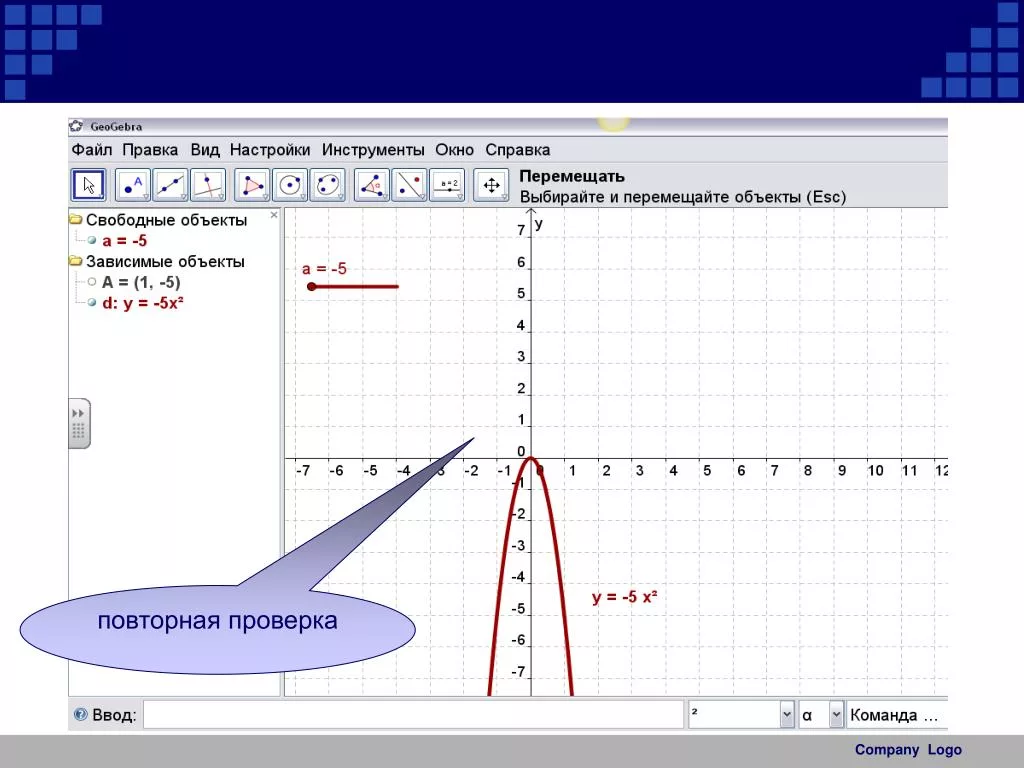 GeoGebra
Файл Правка Вид Настройки Инструменты Окно Справка
A
a = 2
Перемещать
Выбирайте и перемещайте объекты (Esc)
Свободные объекты
a = -5
Зависимые объекты
A = (1, -5)
d: y = -5x²
a = -5
y
7
6
5
4
3
2
1
0
-7 -6 -5 -4 -3 -2 -1 0 1 2 3 4 5 6 7 8 9 10 11 12
-1
-2
-3
-4
-5
-6
-7
y = -5 x²
повторная проверка
Ввод:
²
α
Команда ...
Company Logo